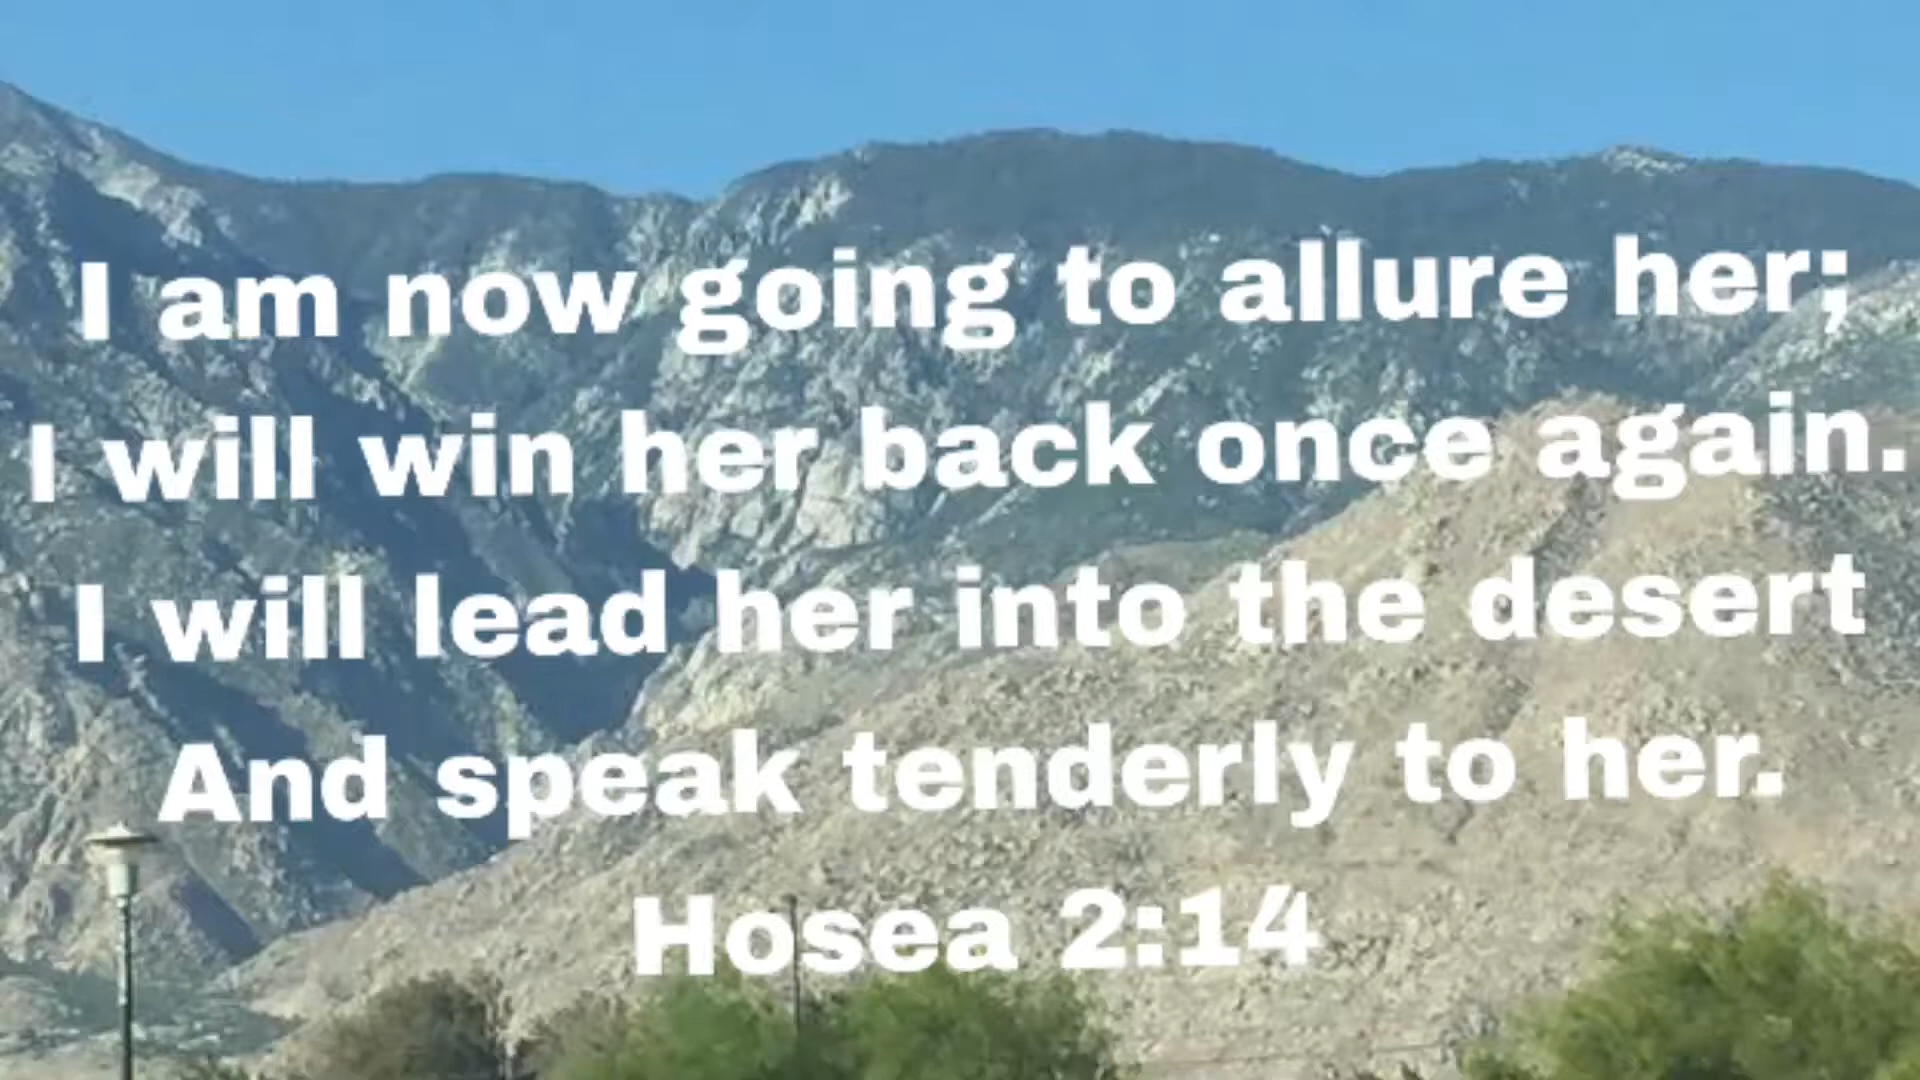 I am now going to allure her;
I will win her back once again.
I will lead her into the desert
And speak tenderly to her.
Hosea 2:14